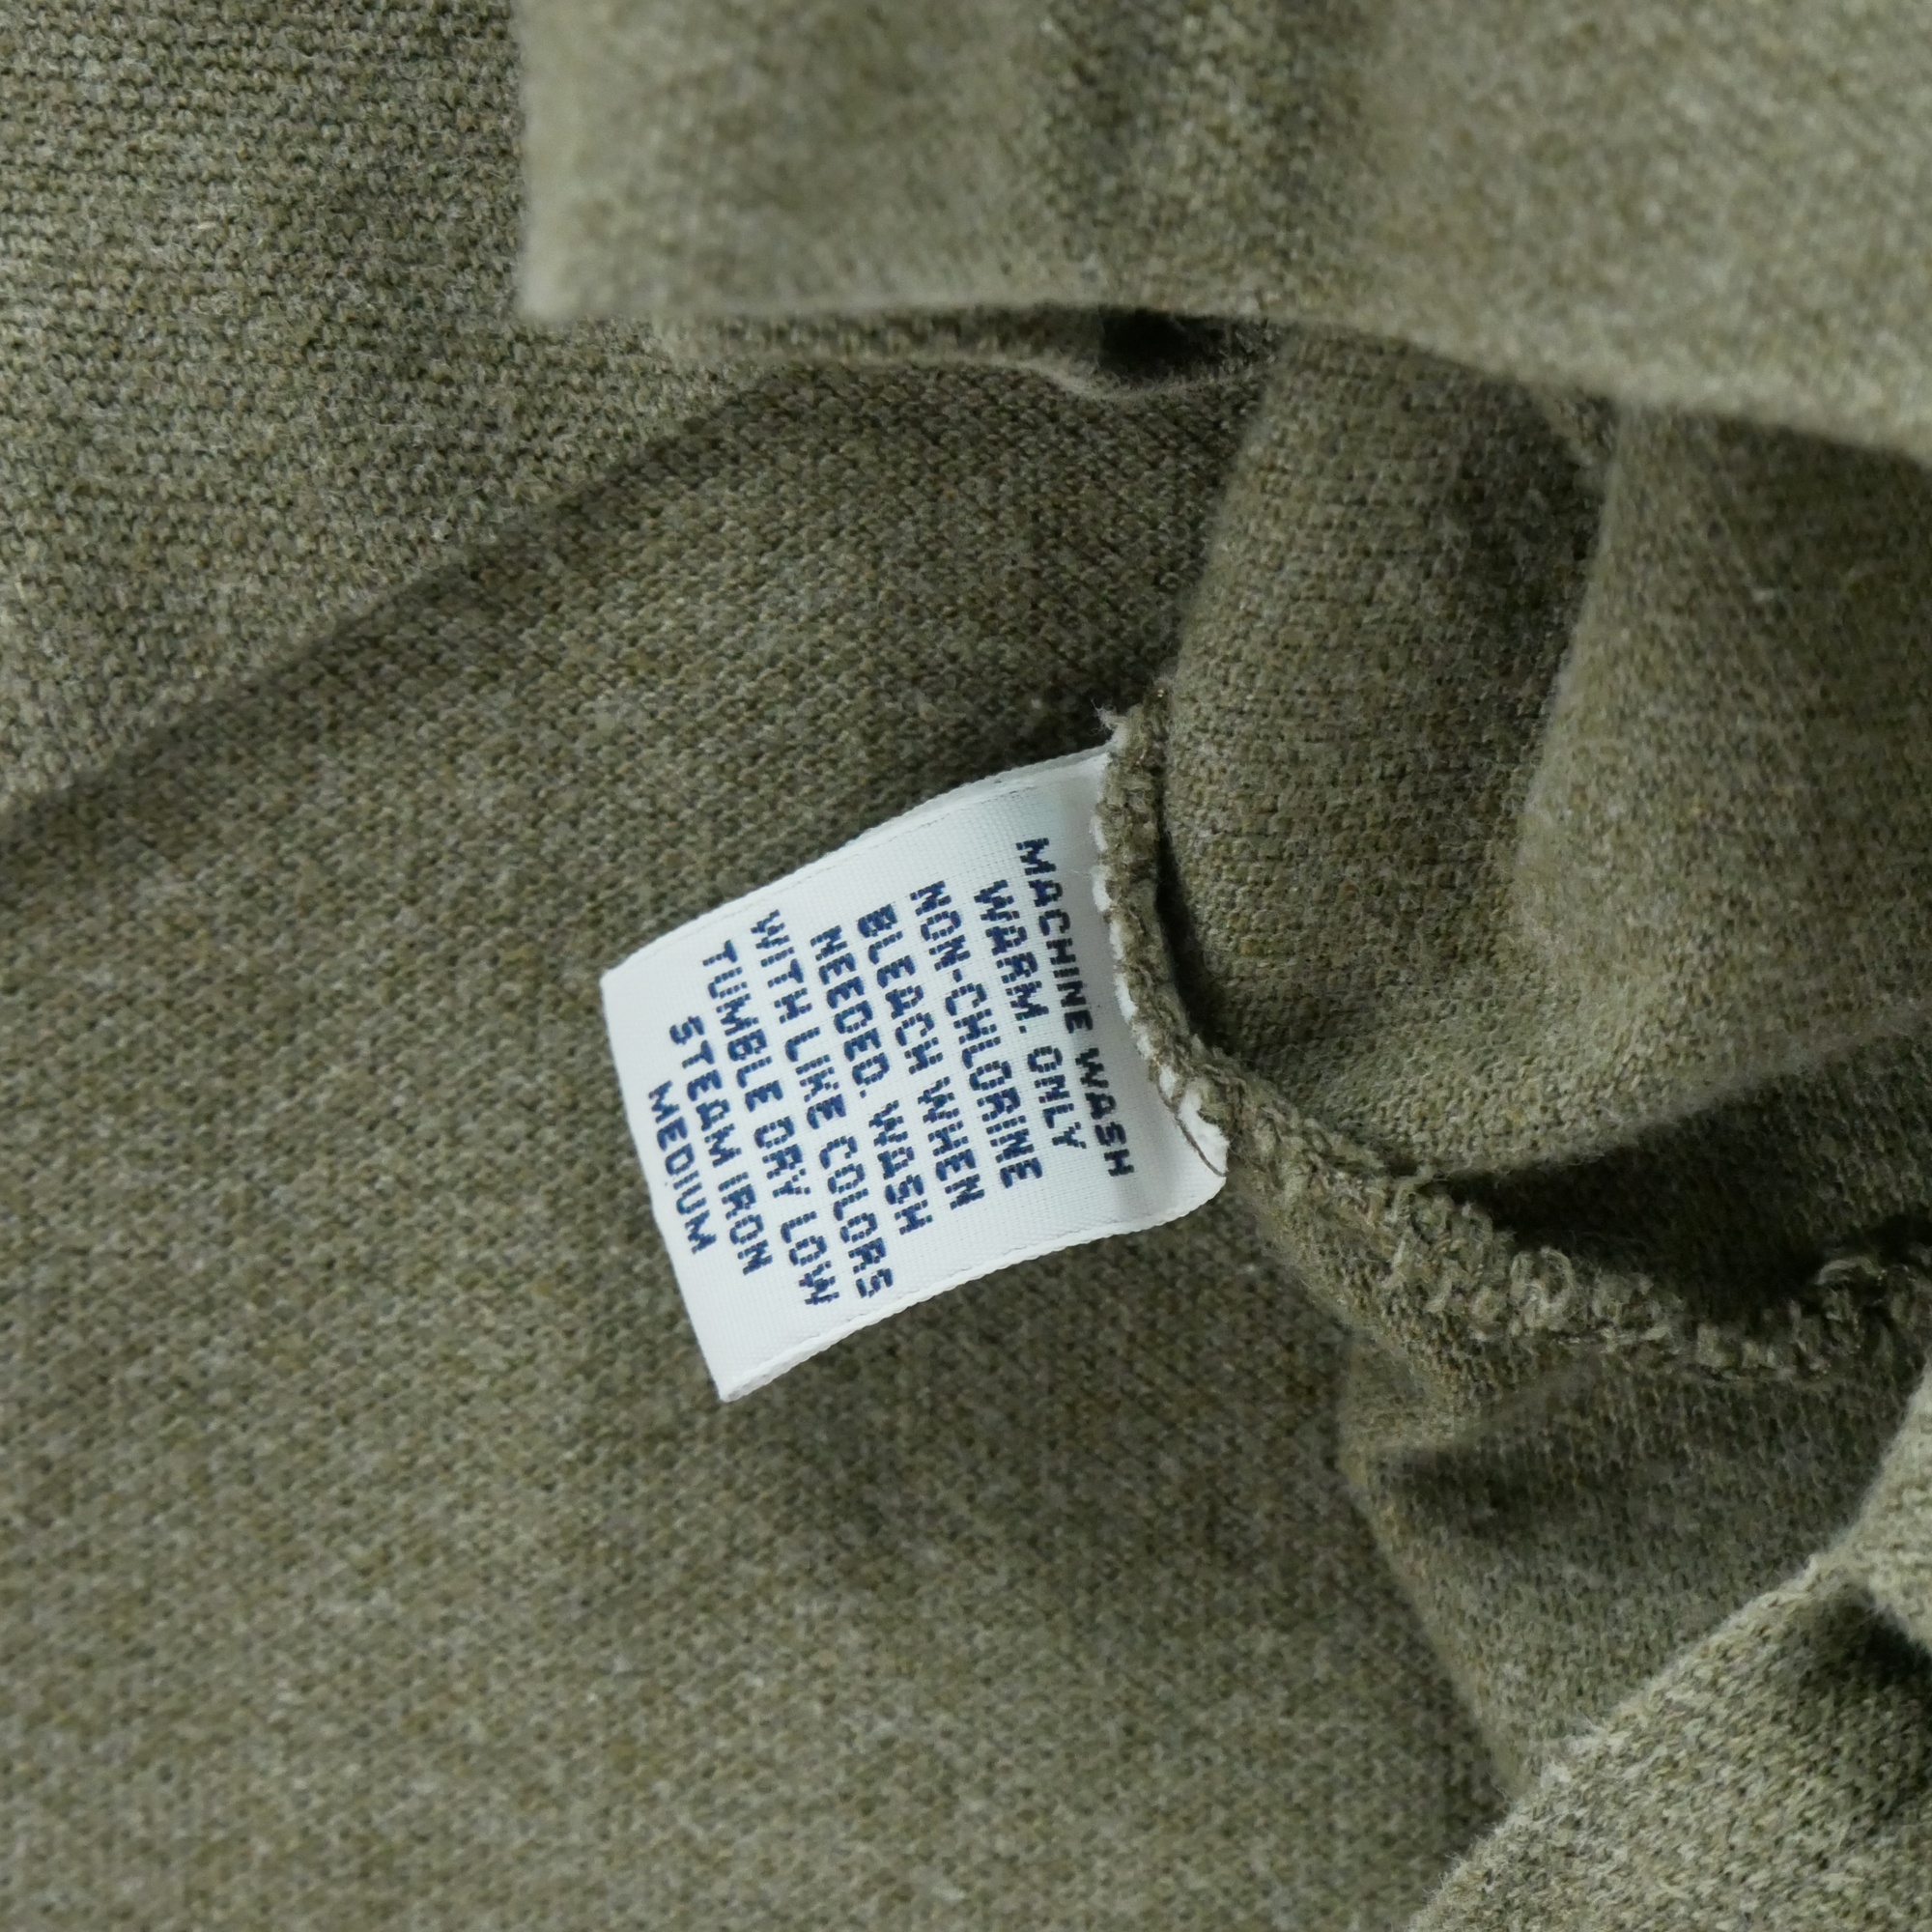 MACHINE WASH
WARM. ONLY
NON-CHLORINE
BLEACH WHEN
NEEDED. WASH
WITH LIKE COLORS
TUMBLE DRY LOW
STEAM IRON
MEDIUM